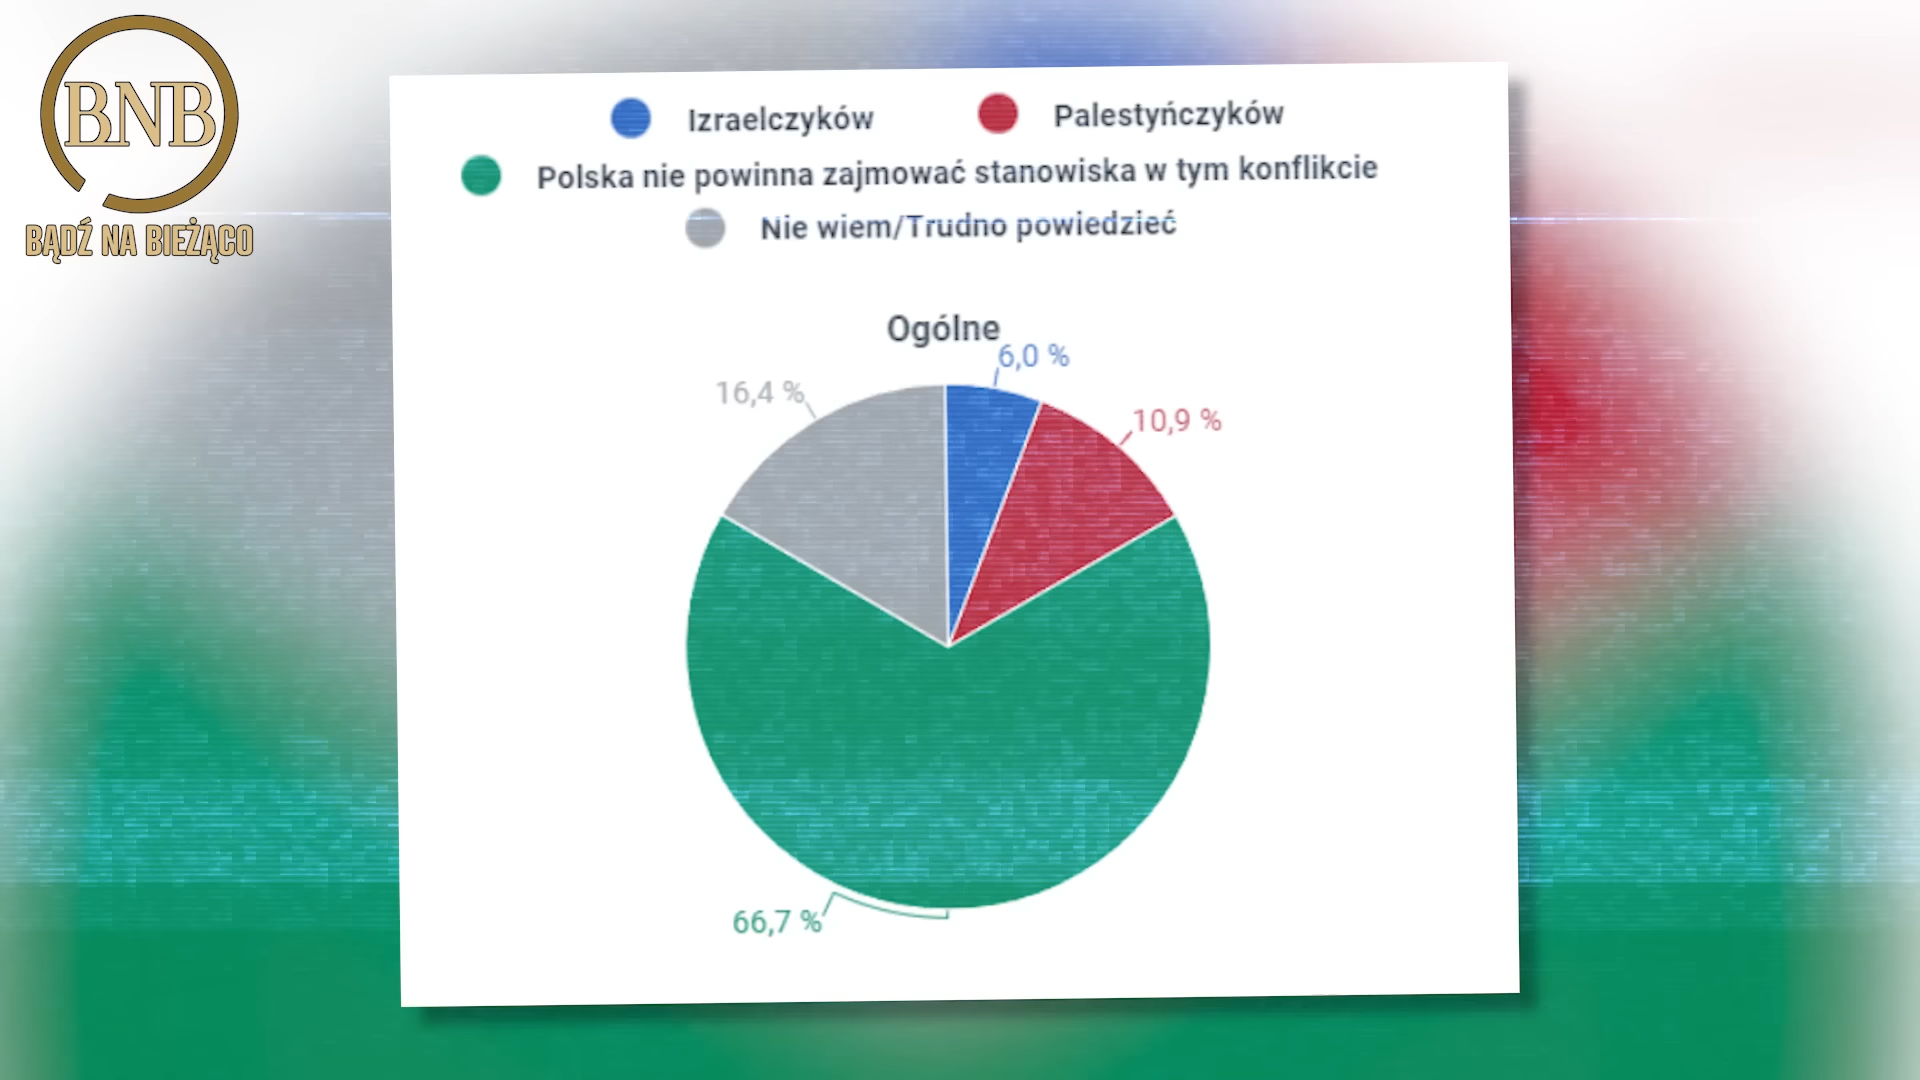 BNB
BĄDŹ NA BIEŻĄCO
Izraelczyków
Palestyńczyków
Polska nie powinna zajmować stanowiska w tym konflikcie
Nie wiem/Trudno powiedzieć
Ogólne
6,0 %
16,4 %
10,9 %
66,7 %